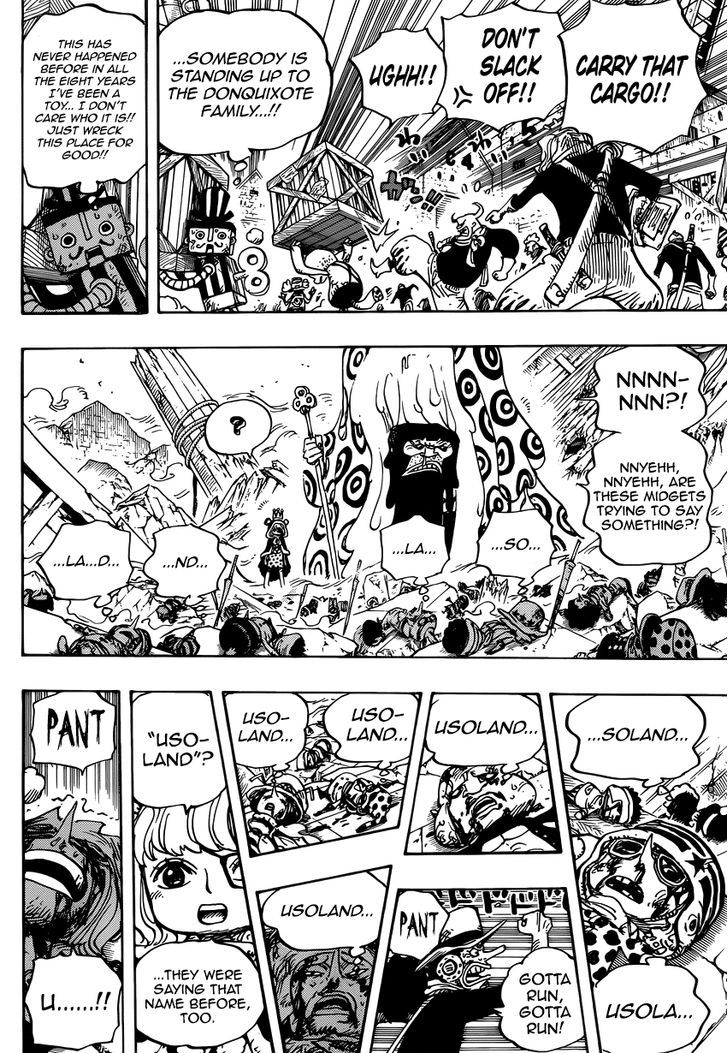 CARRY THAT
CARGO!!
DON'T
SLACK
OFF!!
UGHH!!
...SOMEBODY IS
STANDING UP TO
THE DONQUIXOTE
FAMILY...!!
THIS HAS
NEVER HAPPENED
BEFORE IN ALL
THE EIGHT YEARS
I'VE BEEN A
TOY... I DON'T
CARE WHO IT IS!!
JUST WRECK
THIS PLACE FOR
GOOD!!
NNNN-
NNN?!
NNYEHH,
NNYEHH, ARE
THESE MIDGETS
TRYING TO SAY
SOMETHING?!
...SO...
...LA...
?
...ND...
...LA...D...
...SOLAND...
USOLA...
USOLAND...
GOTTA
RUN,
GOTTA
RUN!
PANT
USO-
LAND...
USO-
LAND...
USOLAND...
"USO-
LAND"?
...THEY WERE
SAYING THAT
NAME BEFORE,
TOO.
PANT
U......!!